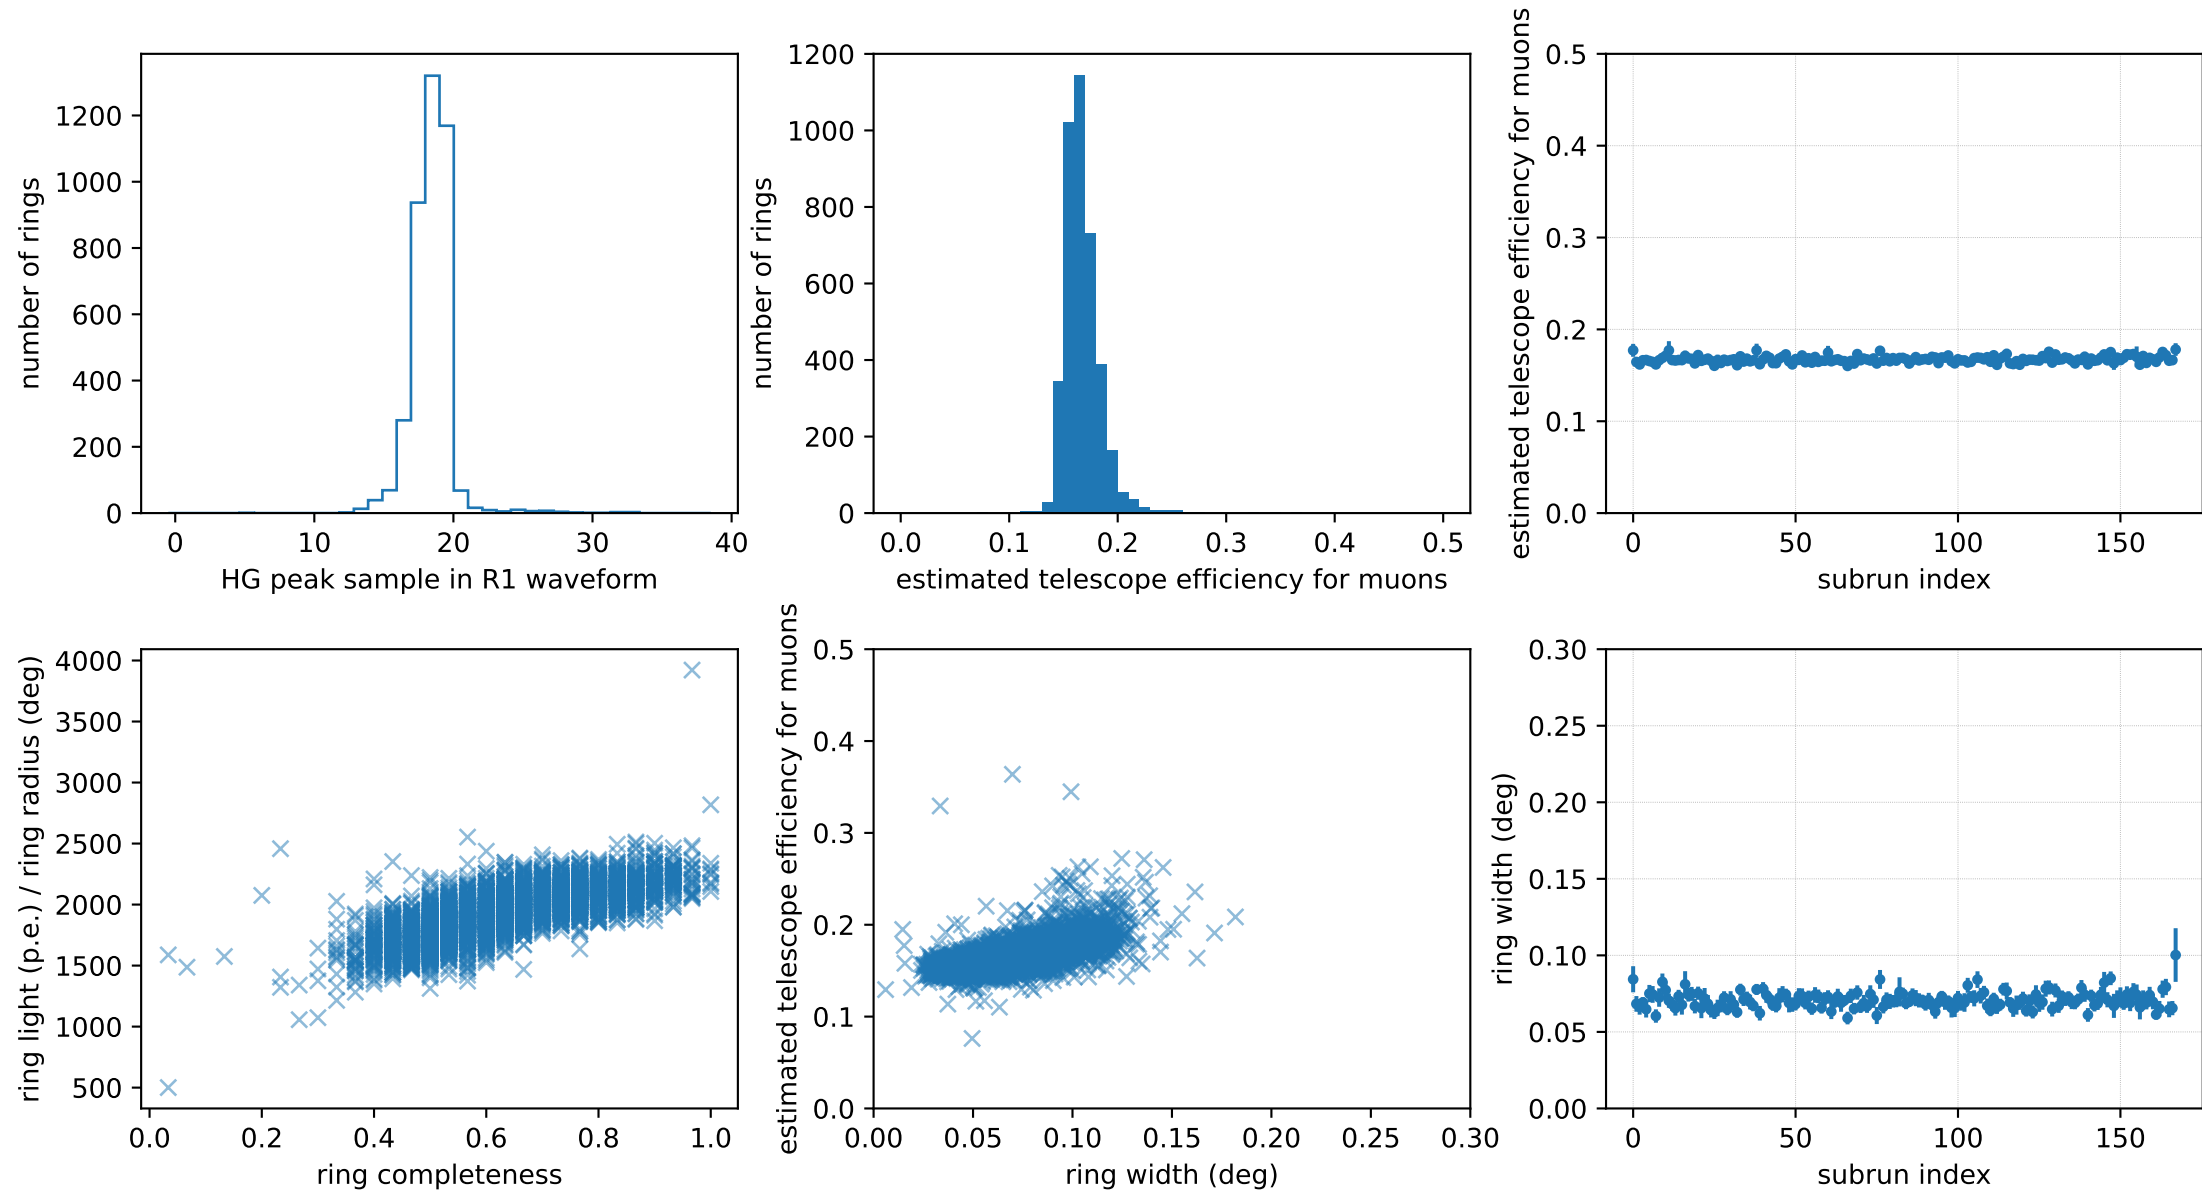 number of rings
1200
1000
800
600
400
200
0
0 10 20 30 40
HG peak sample in R1 waveform
number of rings
1200
1000
800
600
400
200
0
0.0 0.1 0.2 0.3 0.4 0.5
estimated telescope efficiency for muons
estimated telescope efficiency for muons
0.5
0.4
0.3
0.2
0.1
0.0
0 50 100 150
subrun index
ring light (p.e.) / ring radius (deg)
4000
3500
3000
2500
2000
1500
1000
500
0.0 0.2 0.4 0.6 0.8 1.0
ring completeness
estimated telescope efficiency for muons
0.5
0.4
0.3
0.2
0.1
0.0
0.00 0.05 0.10 0.15 0.20 0.25 0.30
ring width (deg)
ring width (deg)
0.30
0.25
0.20
0.15
0.10
0.05
0.00
0 50 100 150
subrun index